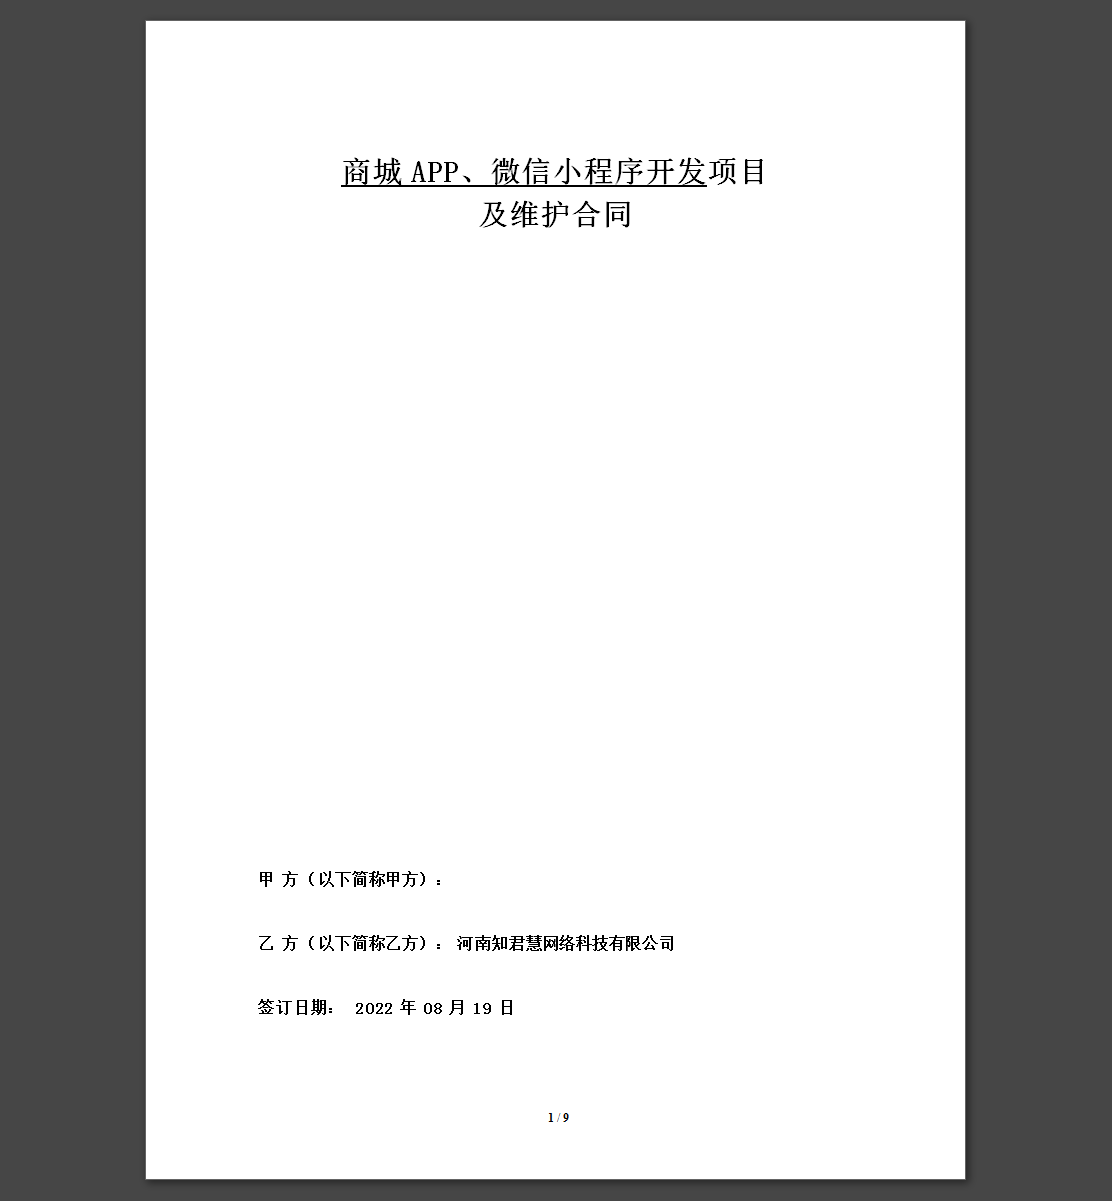 商城 APP、微信小程序开发项目
及维护合同
甲 方（以下简称甲方）：
乙 方（以下简称乙方）： 河南知君慧网络科技有限公司
签订日期： 2022 年 08 月 19 日
1 / 9